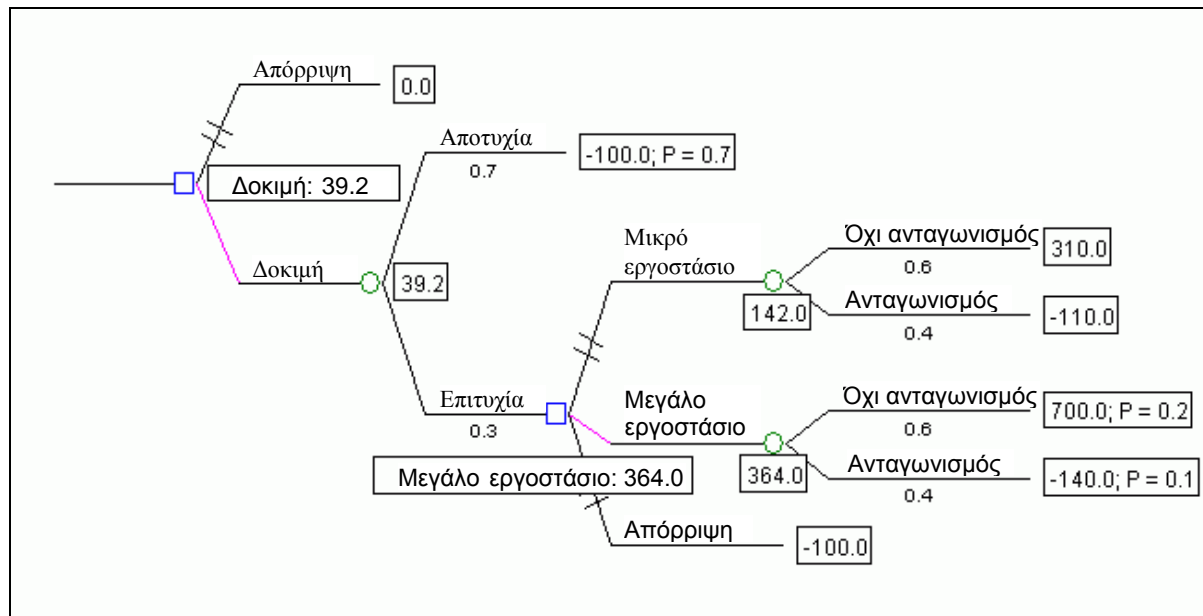 Απόρριψη
0.0
Αποτυχία
0.7
-100.0; P = 0.7
Δοκιμή: 39.2
Δοκιμή
39.2
Μικρό
εργοστάσιο
142.0
Όχι ανταγωνισμός
0.6
310.0
Ανταγωνισμός
0.4
-110.0
Επιτυχία
0.3
Μεγάλο
εργοστάσιο
Μεγάλο εργοστάσιο: 364.0
364.0
Όχι ανταγωνισμός
0.6
700.0; P = 0.2
Ανταγωνισμός
0.4
-140.0; P = 0.1
Απόρριψη
-100.0